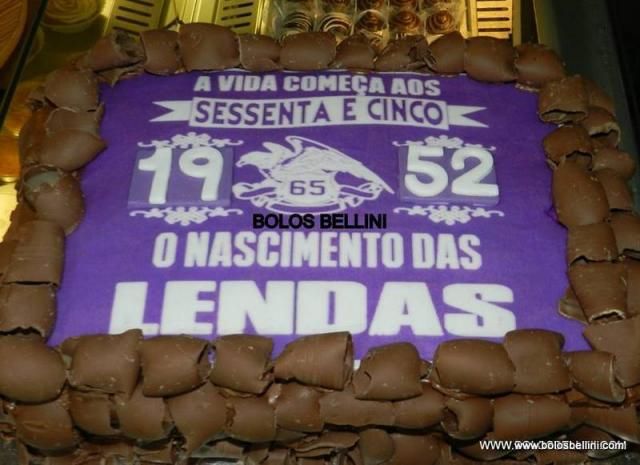 A VIDA COMEÇA AOS
SESSENTA E CINCO
19 65 52
BOLOS BELLINI
O NASCIMENTO DAS
LENDAS
www.bolosbellini.com